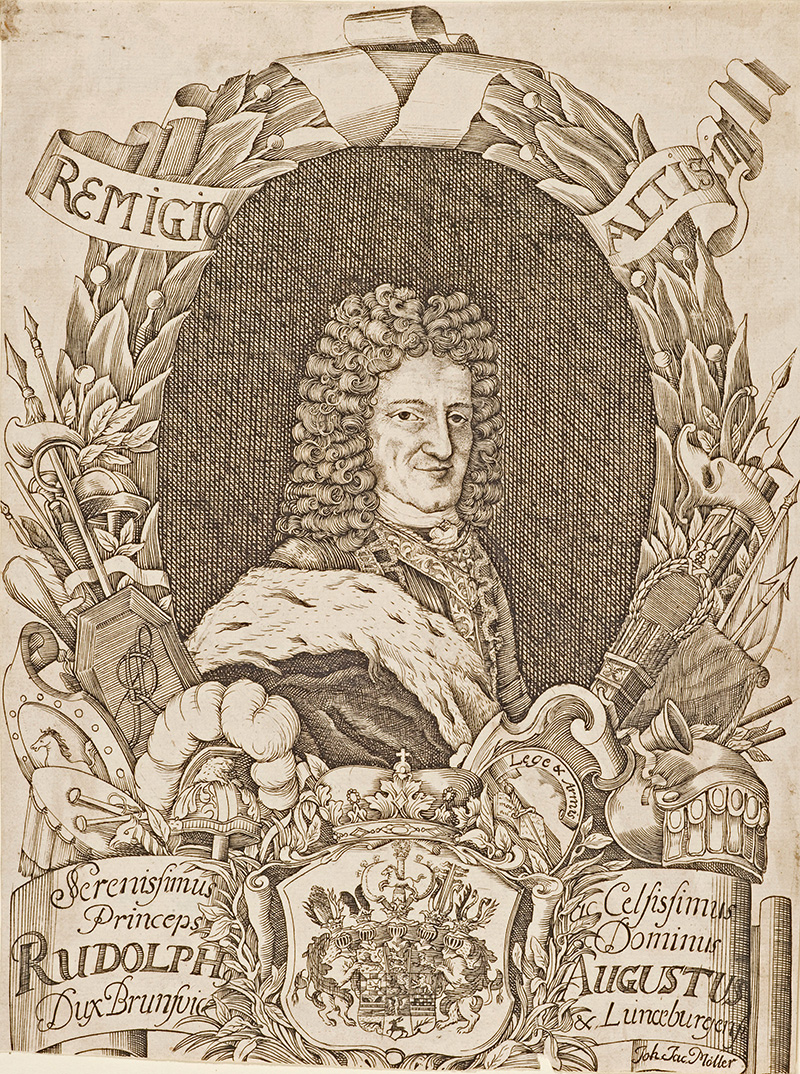 REMIGIO
ALTISSIMI
Lege & Armis
Serenissimus
Princeps
RUDOLPH
Dux Brunsvic
ac Celsissimus
Dominus
AUGUSTUS
& Lunæburgens
Joh. Jac. Möller